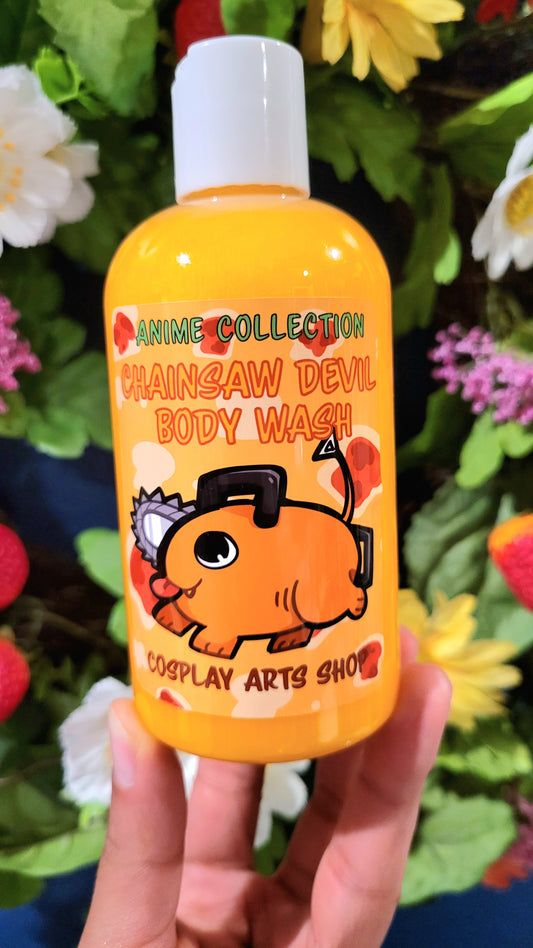 ANIME COLLECTION
CHAINSAW DEVIL
BODY WASH
COSPLAY ARTS SHOP